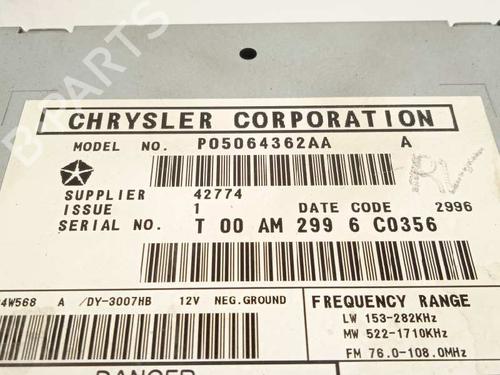 CHRYSLER CORPORATION
MODEL NO. P05064362AA A
SUPPLIER 42774
ISSUE 1 DATE CODE 2996
SERIAL NO. T 00 AM 299 6 C0356
4W568 A /DY-3007HB 12V NEG.GROUND
FREQUENCY RANGE
LW 153-282KHz
MW 522-1710KHz
FM 76.0-108.0MHz
DANGER
B-PARTS